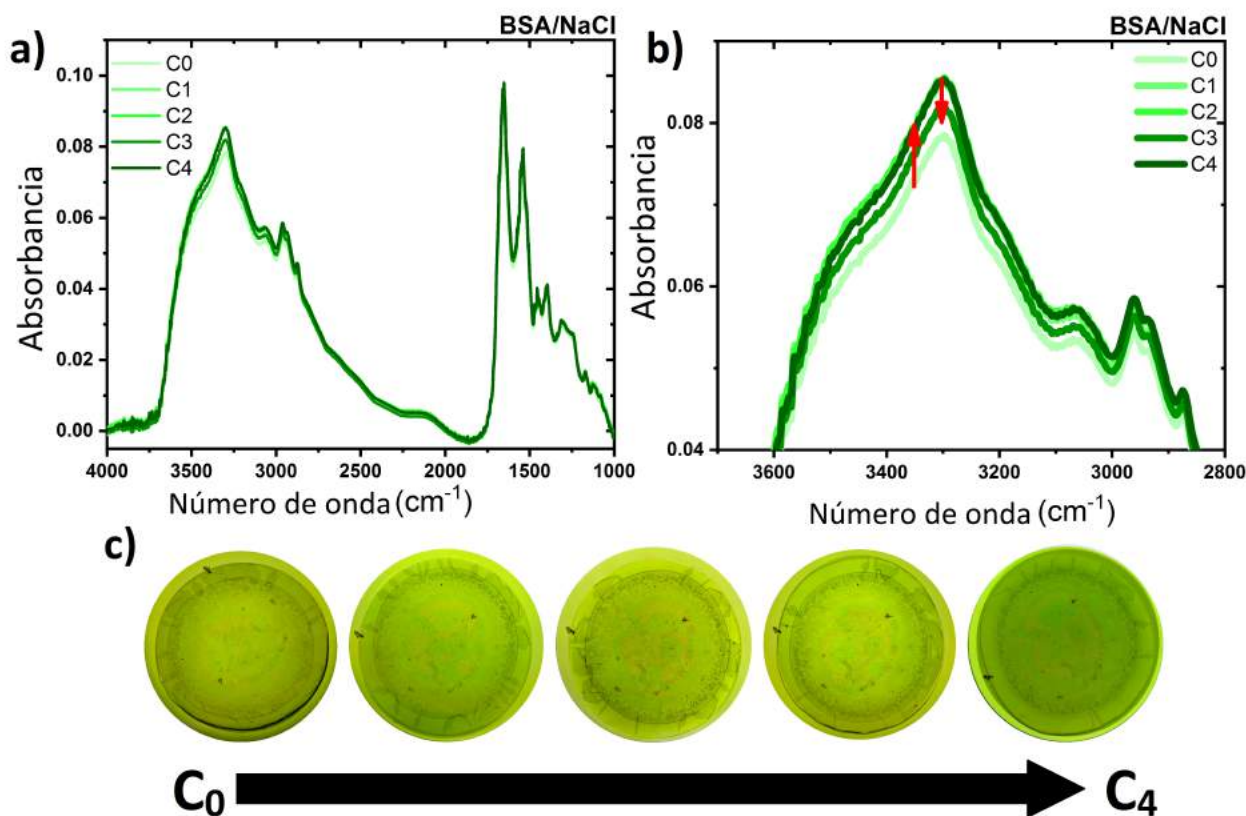 a)
BSA/NaCl
C0
C1
C2
C3
C4
0.10
0.08
0.06
0.04
0.02
0.00
Absorbancia
4000 3500 3000 2500 2000 1500 1000
Número de onda (cm⁻¹)
b)
BSA/NaCl
C0
C1
C2
C3
C4
0.08
0.06
0.04
Absorbancia
3600 3400 3200 3000 2800
Número de onda (cm⁻¹)
c)
C₀ C₄